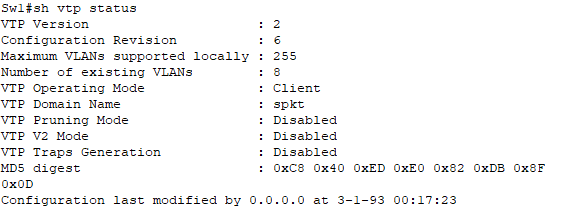 Sw1#sh vtp status
VTP Version                     : 2
Configuration Revision          : 6
Maximum VLANs supported locally : 255
Number of existing VLANs        : 8
VTP Operating Mode              : Client
VTP Domain Name                 : spkt
VTP Pruning Mode                : Disabled
VTP V2 Mode                     : Disabled
VTP Traps Generation            : Disabled
MD5 digest                      : 0xC8 0x40 0xED 0xE0 0x82 0xDB 0x8F
0x0D
Configuration last modified by 0.0.0.0 at 3-1-93 00:17:23